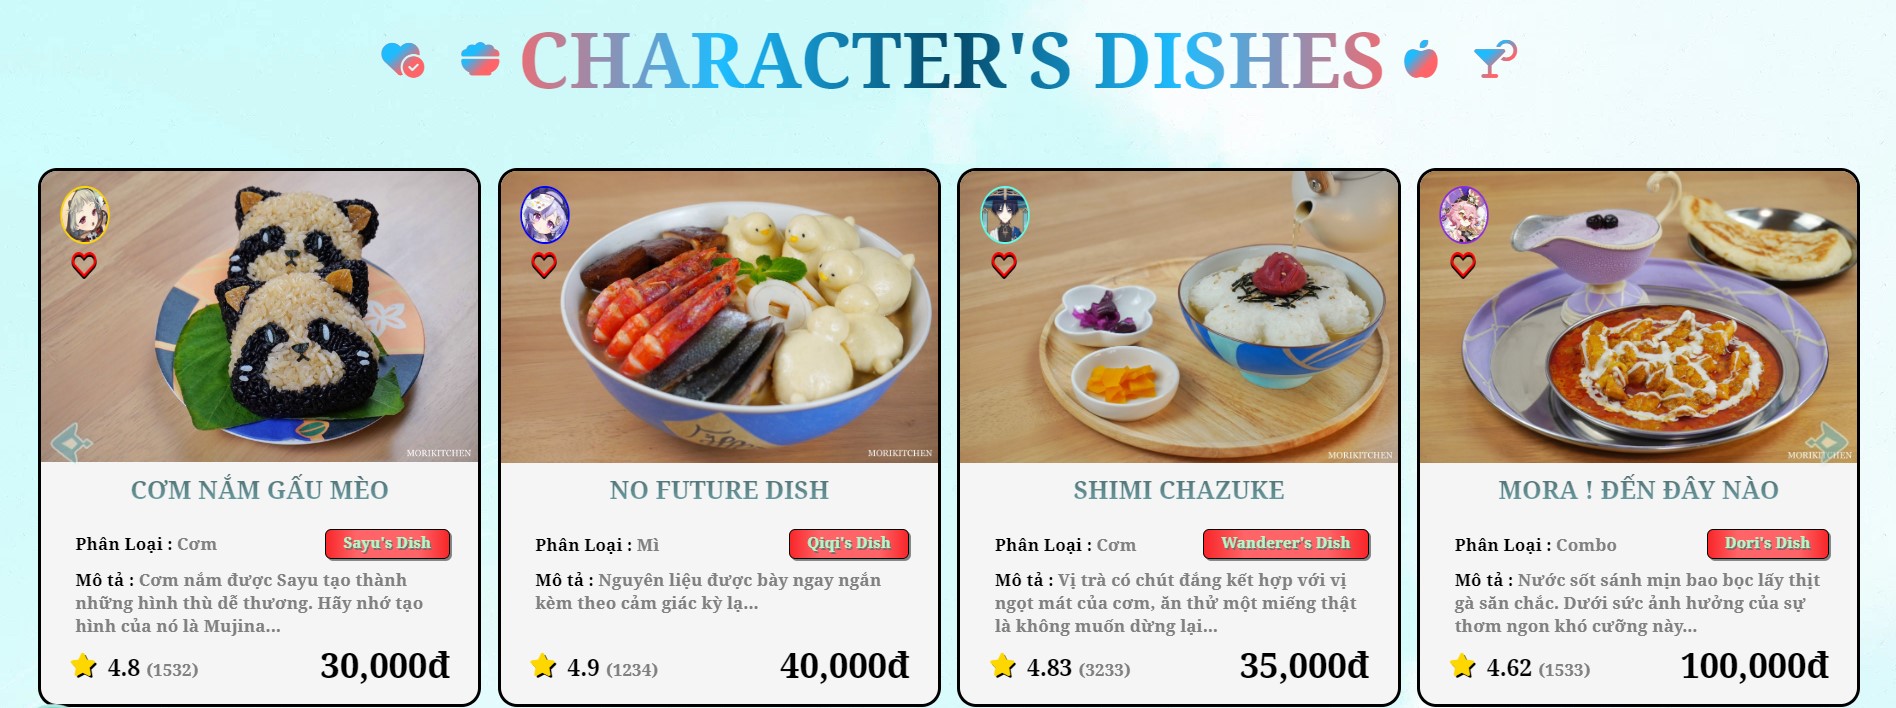 CHARACTER'S DISHES
MORIKITCHEN
CƠM NẮM GẤU MÈO
Phân Loại : Cơm
Sayu's Dish
Mô tả : Cơm nắm được Sayu tạo thành
những hình thù dễ thương. Hãy nhớ tạo
hình của nó là Mujina...
4.8 (1532)
30,000đ
MORIKITCHEN
NO FUTURE DISH
Phân Loại : Mì
Qiqi's Dish
Mô tả : Nguyên liệu được bày ngay ngắn
kèm theo cảm giác kỳ lạ...
4.9 (1234)
40,000đ
MORIKITCHEN
SHIMI CHAZUKE
Phân Loại : Cơm
Wanderer's Dish
Mô tả : Vị trà có chút đắng kết hợp với vị
ngọt mát của cơm, ăn thử một miếng thật
là không muốn dừng lại...
4.83 (3233)
35,000đ
MORIKITCHEN
MORA ! ĐẾN ĐÂY NÀO
Phân Loại : Combo
Dori's Dish
Mô tả : Nước sốt sánh mịn bao bọc lấy thịt
gà săn chắc. Dưới sức ảnh hưởng của sự
thơm ngon khó cưỡng này...
4.62 (1533)
100,000đ